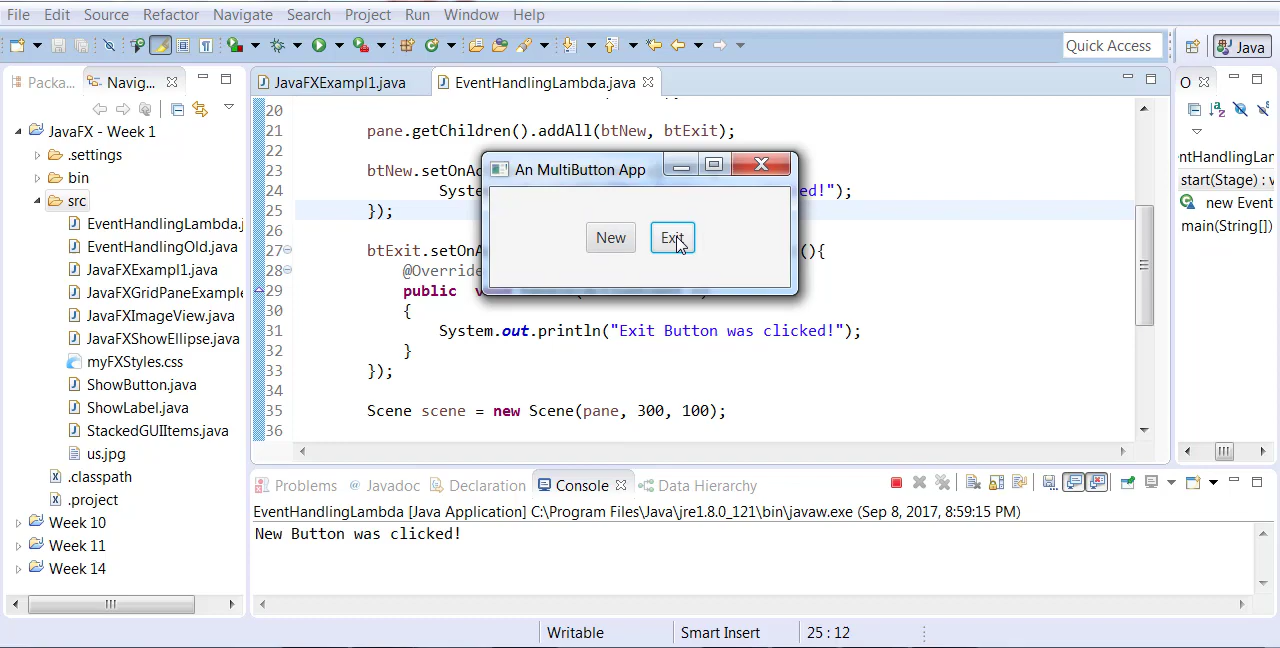 File Edit Source Refactor Navigate Search Project Run Window Help
Quick Access
Java
Packa...
Navig...
JavaFX - Week 1
.settings
bin
src
EventHandlingLambda.j
EventHandlingOld.java
JavaFXExampl1.java
JavaFXGridPaneExample
JavaFXImageView.java
JavaFXShowEllipse.java
myFXStyles.css
ShowButton.java
ShowLabel.java
StackedGUIItems.java
us.jpg
.classpath
.project
Week 10
Week 11
Week 14
JavaFXExampl1.java
EventHandlingLambda.java
20
21 pane.getChildren().addAll(btNew, btExit);
22
23 btNew.setOnAc
24 Syste ed!");
25 });
26
27 btExit.setOnA (){
28 @Override
29 public
30 {
31 System.out.println("Exit Button was clicked!");
32 }
33 });
34
35 Scene scene = new Scene(pane, 300, 100);
36
An MultiButton App
New
Exit
O
ntHandlingLar
start(Stage) : v
new Event
main(String[])
Problems
@ Javadoc
Declaration
Console
Data Hierarchy
EventHandlingLambda [Java Application] C:\Program Files\Java\jre1.8.0_121\bin\javaw.exe (Sep 8, 2017, 8:59:15 PM)
New Button was clicked!
Writable
Smart Insert
25 : 12